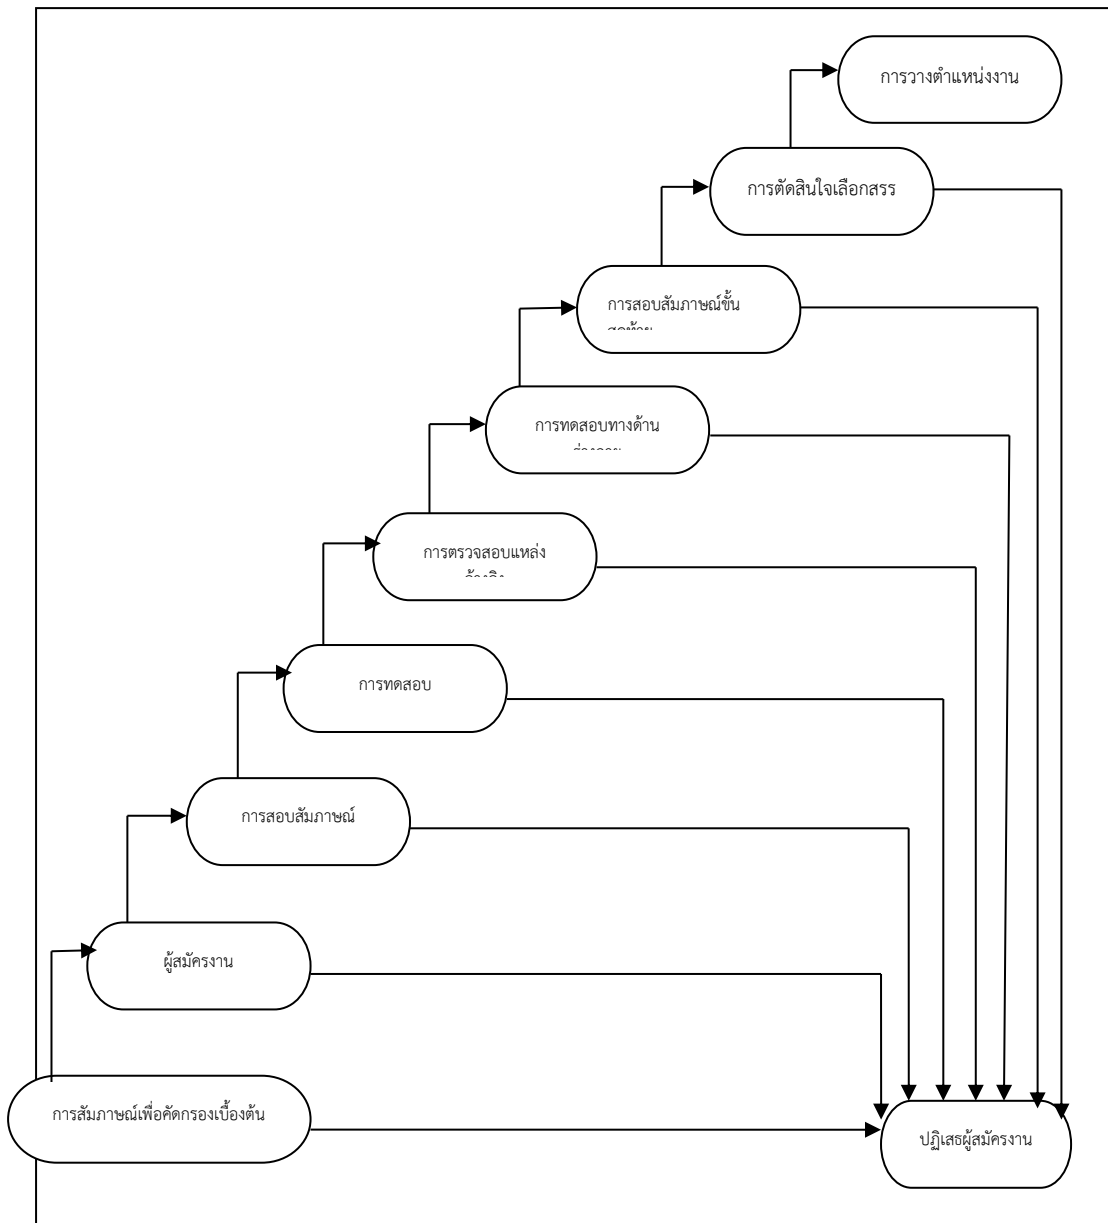 การวางตำแหน่งงาน
การตัดสินใจเลือกสรร
การสอบสัมภาษณ์ขั้น
การทดสอบทางด้าน
การตรวจสอบแหล่ง
การทดสอบ
การสอบสัมภาษณ์
ผู้สมัครงาน
การสัมภาษณ์เพื่อคัดกรองเบื้องต้น
ปฏิเสธผู้สมัครงาน